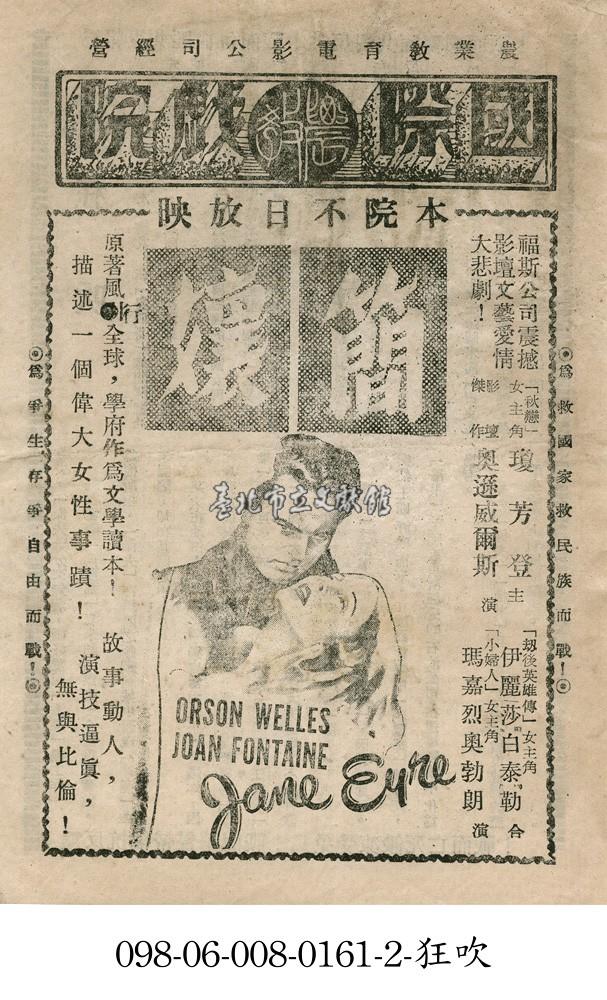 農業教育電影公司經營
國際戲院
農教
本院不日放映
◎爲救國家救民族而戰！◎
福斯公司震撼
影壇文藝愛情
大悲劇！
「秋戀」女主角 瓊芳登
影壇傑作 奧遜威爾斯
主演
「刼後英雄傳」女主角 伊麗莎白泰勒
「小婦人」女主角 瑪嘉烈奧勃朗
合演
簡
ORSON WELLES
JOAN FONTAINE
Jane Eyre
原著風行全球，學府作爲文學讀本！
描述一個偉大女性事蹟！
故事動人，
演技逼眞，
無與比倫！
◎爲爭生存爭自由而戰！◎
臺北市立文獻館
098-06-008-0161-2-狂吹